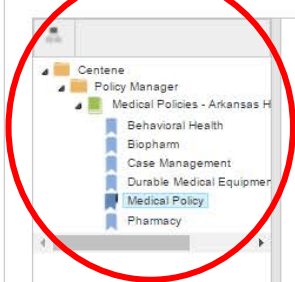 Centene
Policy Manager
Medical Policies - Arkansas H
Behavioral Health
Biopharm
Case Management
Durable Medical Equipmer
Medical Policy
Pharmacy